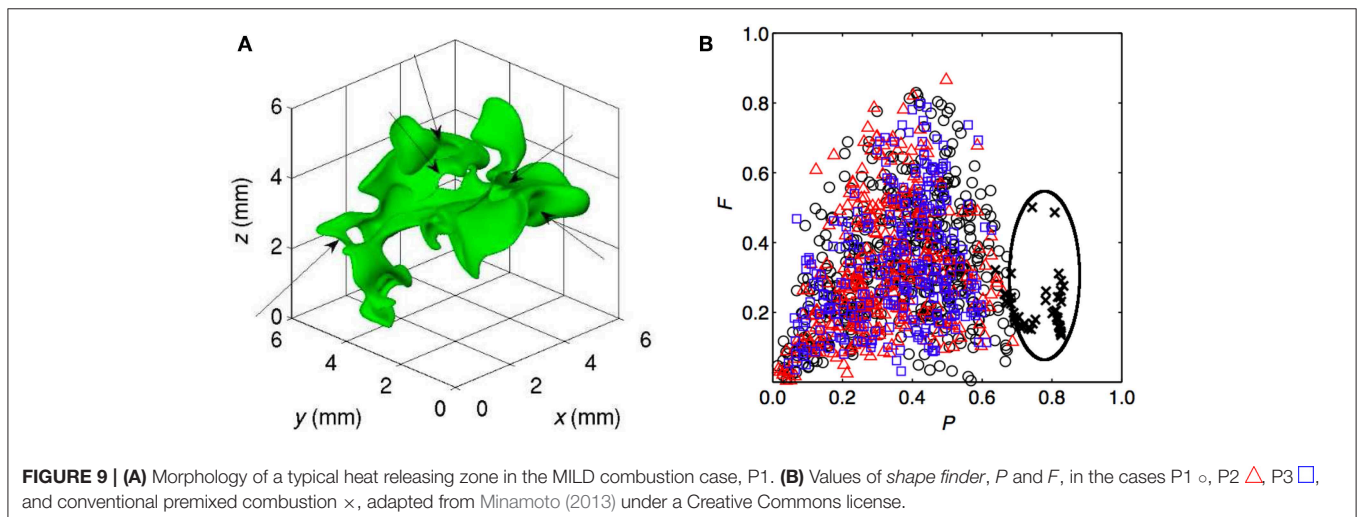 A
6
4
2
0
z (mm)
6
4
2
0
y (mm)
0
2
4
6
x (mm)
B
1.0
0.8
0.6
0.4
0.2
F
0.0
0.2
0.4
0.6
0.8
1.0
P
FIGURE 9 | (A) Morphology of a typical heat releasing zone in the MILD combustion case, P1. (B) Values of shape finder, P and F, in the cases P1 ○, P2 △, P3 □,
and conventional premixed combustion ×, adapted from Minamoto (2013) under a Creative Commons license.